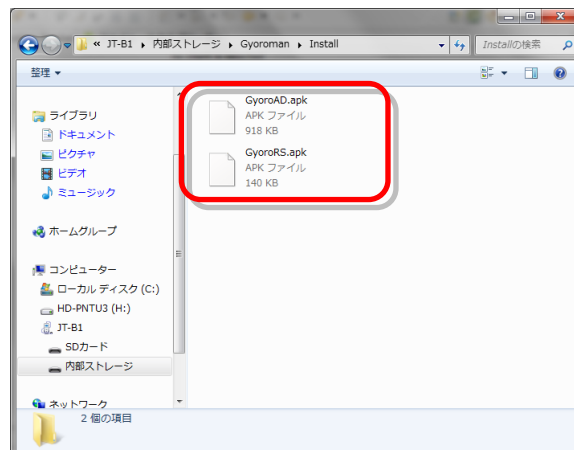 « JT-B1 内部ストレージ Gyoroman Install
Installの検索
整理
ライブラリ
ドキュメント
ピクチャ
ビデオ
ミュージック
ホームグループ
コンピューター
ローカル ディスク (C:)
HD-PNTU3 (H:)
JT-B1
SDカード
内部ストレージ
ネットワーク
GyoroAD.apk
APK ファイル
918 KB
GyoroRS.apk
APK ファイル
140 KB
2 個の項目